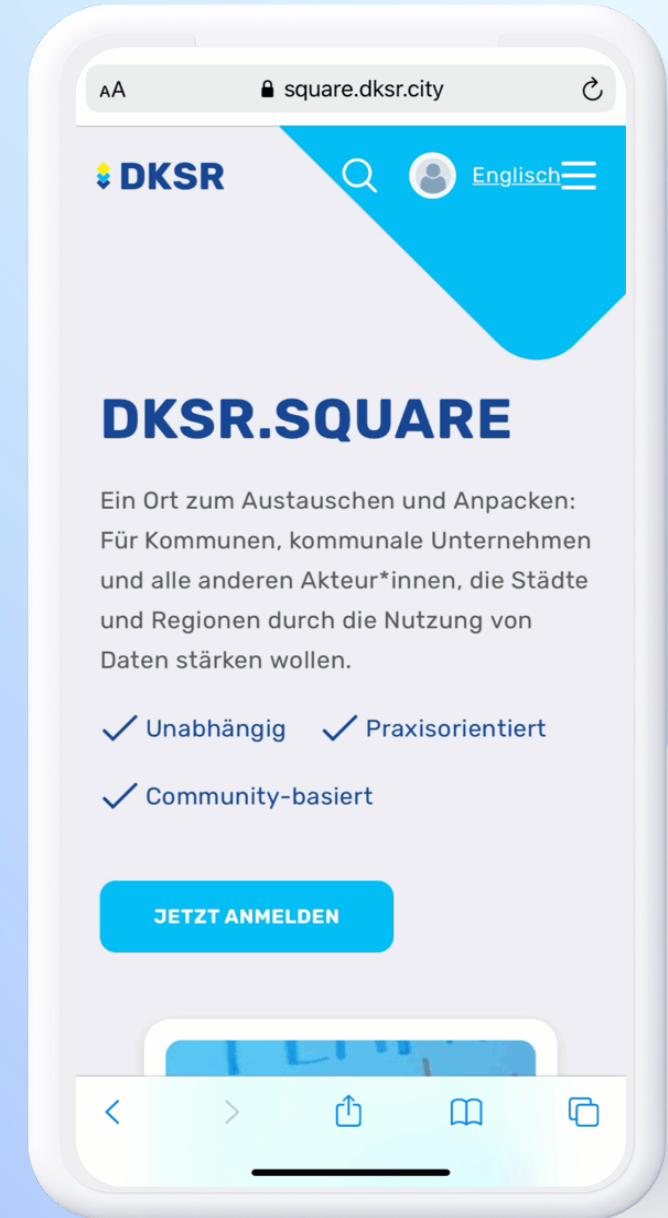 AA square.dksr.city
DKSR Englisch
DKSR.SQUARE
Ein Ort zum Austauschen und Anpacken:
Für Kommunen, kommunale Unternehmen
und alle anderen Akteur*innen, die Städte
und Regionen durch die Nutzung von
Daten stärken wollen.
Unabhängig Praxisorientiert
Community-basiert
JETZT ANMELDEN